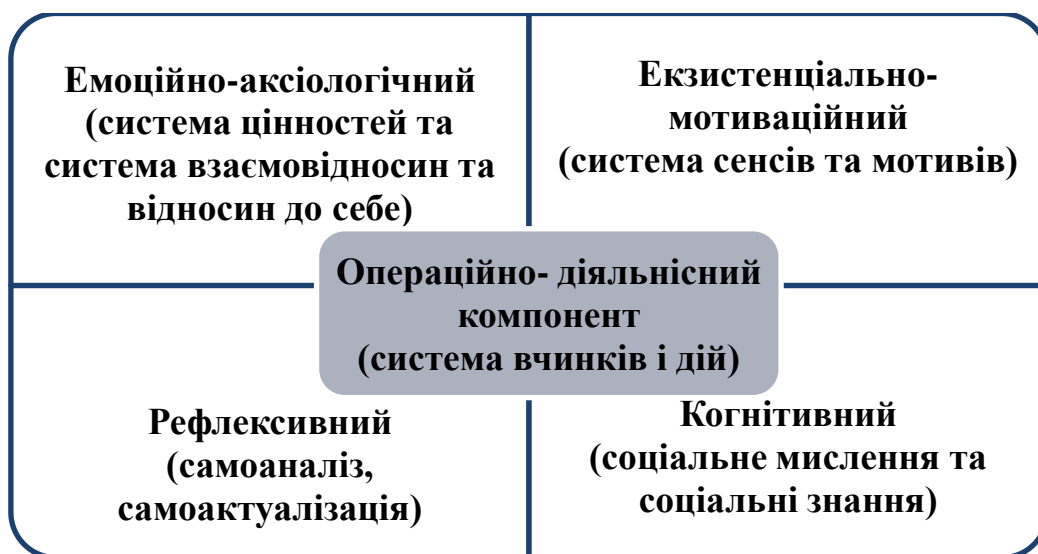 Емоційно-аксіологічний
(система цінностей та
система взаємовідносин та
відносин до себе)
Екзистенціально-
мотиваційний
(система сенсів та мотивів)
Операційно- діяльнісний
компонент
(система вчинків і дій)
Рефлексивний
(самоаналіз,
самоактуалізація)
Когнітивний
(соціальне мислення та
соціальні знання)